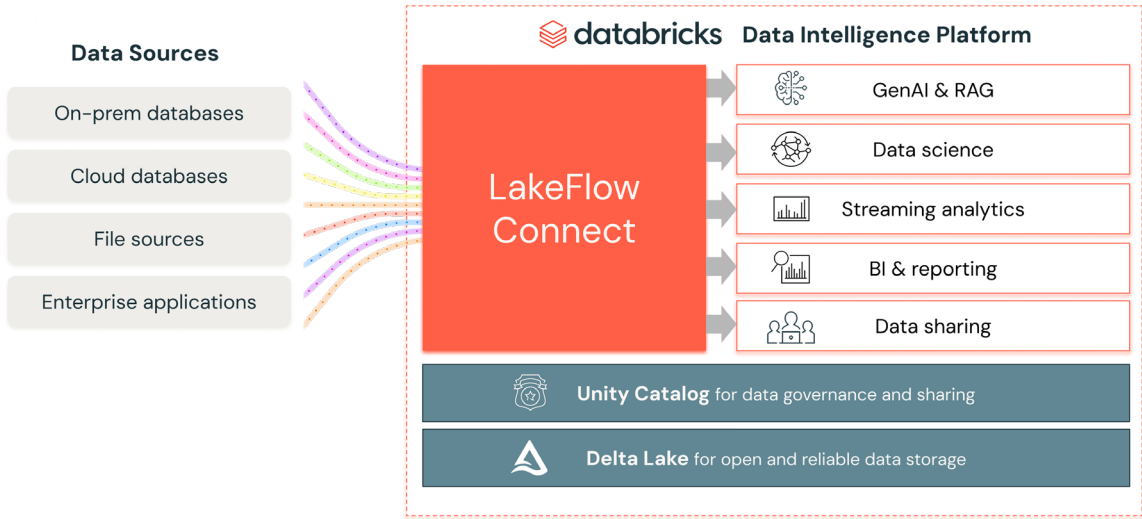 Data Sources
On-prem databases
Cloud databases
File sources
Enterprise applications
databricks Data Intelligence Platform
LakeFlow
Connect
GenAI & RAG
Data science
Streaming analytics
BI & reporting
Data sharing
Unity Catalog for data governance and sharing
Delta Lake for open and reliable data storage